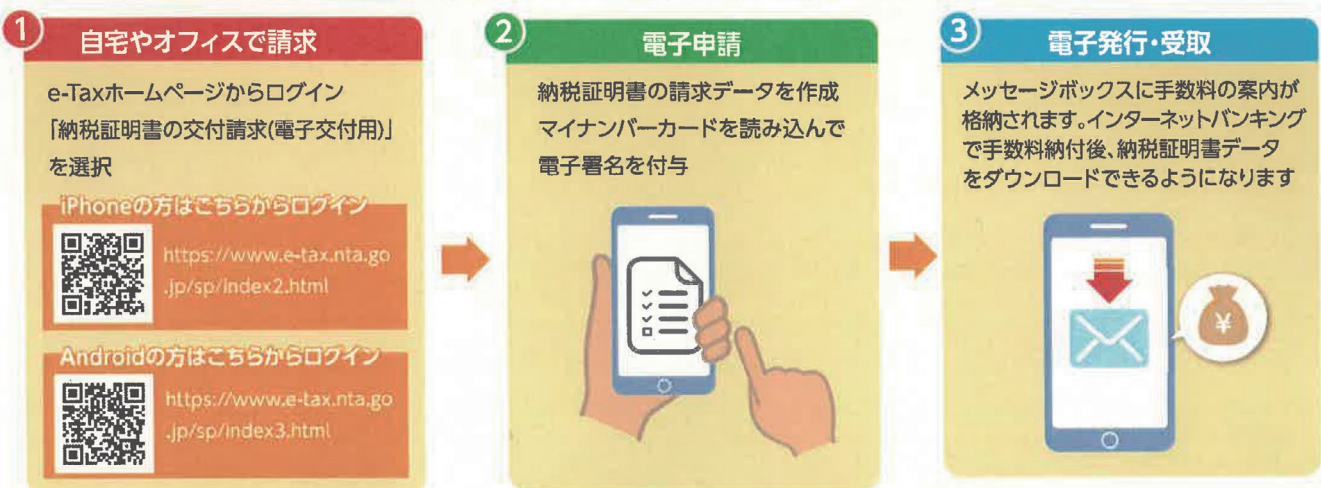 1
自宅やオフィスで請求
e-Taxホームページからログイン
「納税証明書の交付請求(電子交付用)」
を選択
iPhoneの方はこちらからログイン
https://www.e-tax.nta.go
.jp/sp/index2.html
Androidの方はこちらからログイン
https://www.e-tax.nta.go
.jp/sp/index3.html
2
電子申請
納税証明書の請求データを作成
マイナンバーカードを読み込んで
電子署名を付与
3
電子発行・受取
メッセージボックスに手数料の案内が
格納されます。インターネットバンキング
で手数料納付後、納税証明書データ
をダウンロードできるようになります
¥